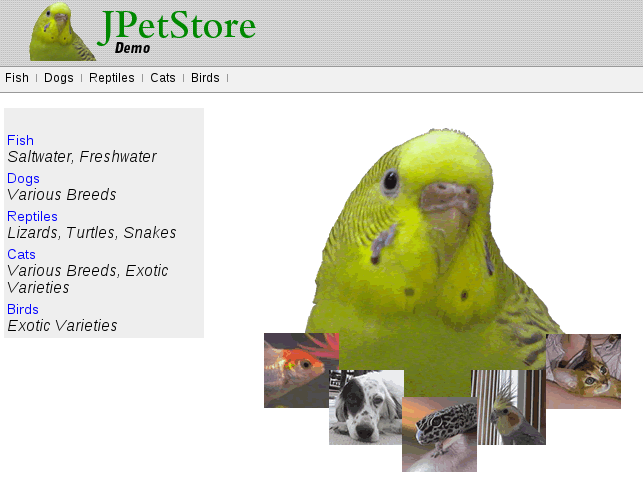 JPetStore
Demo
Fish | Dogs | Reptiles | Cats | Birds |
Fish
Saltwater, Freshwater
Dogs
Various Breeds
Reptiles
Lizards, Turtles, Snakes
Cats
Various Breeds, Exotic
Varieties
Birds
Exotic Varieties